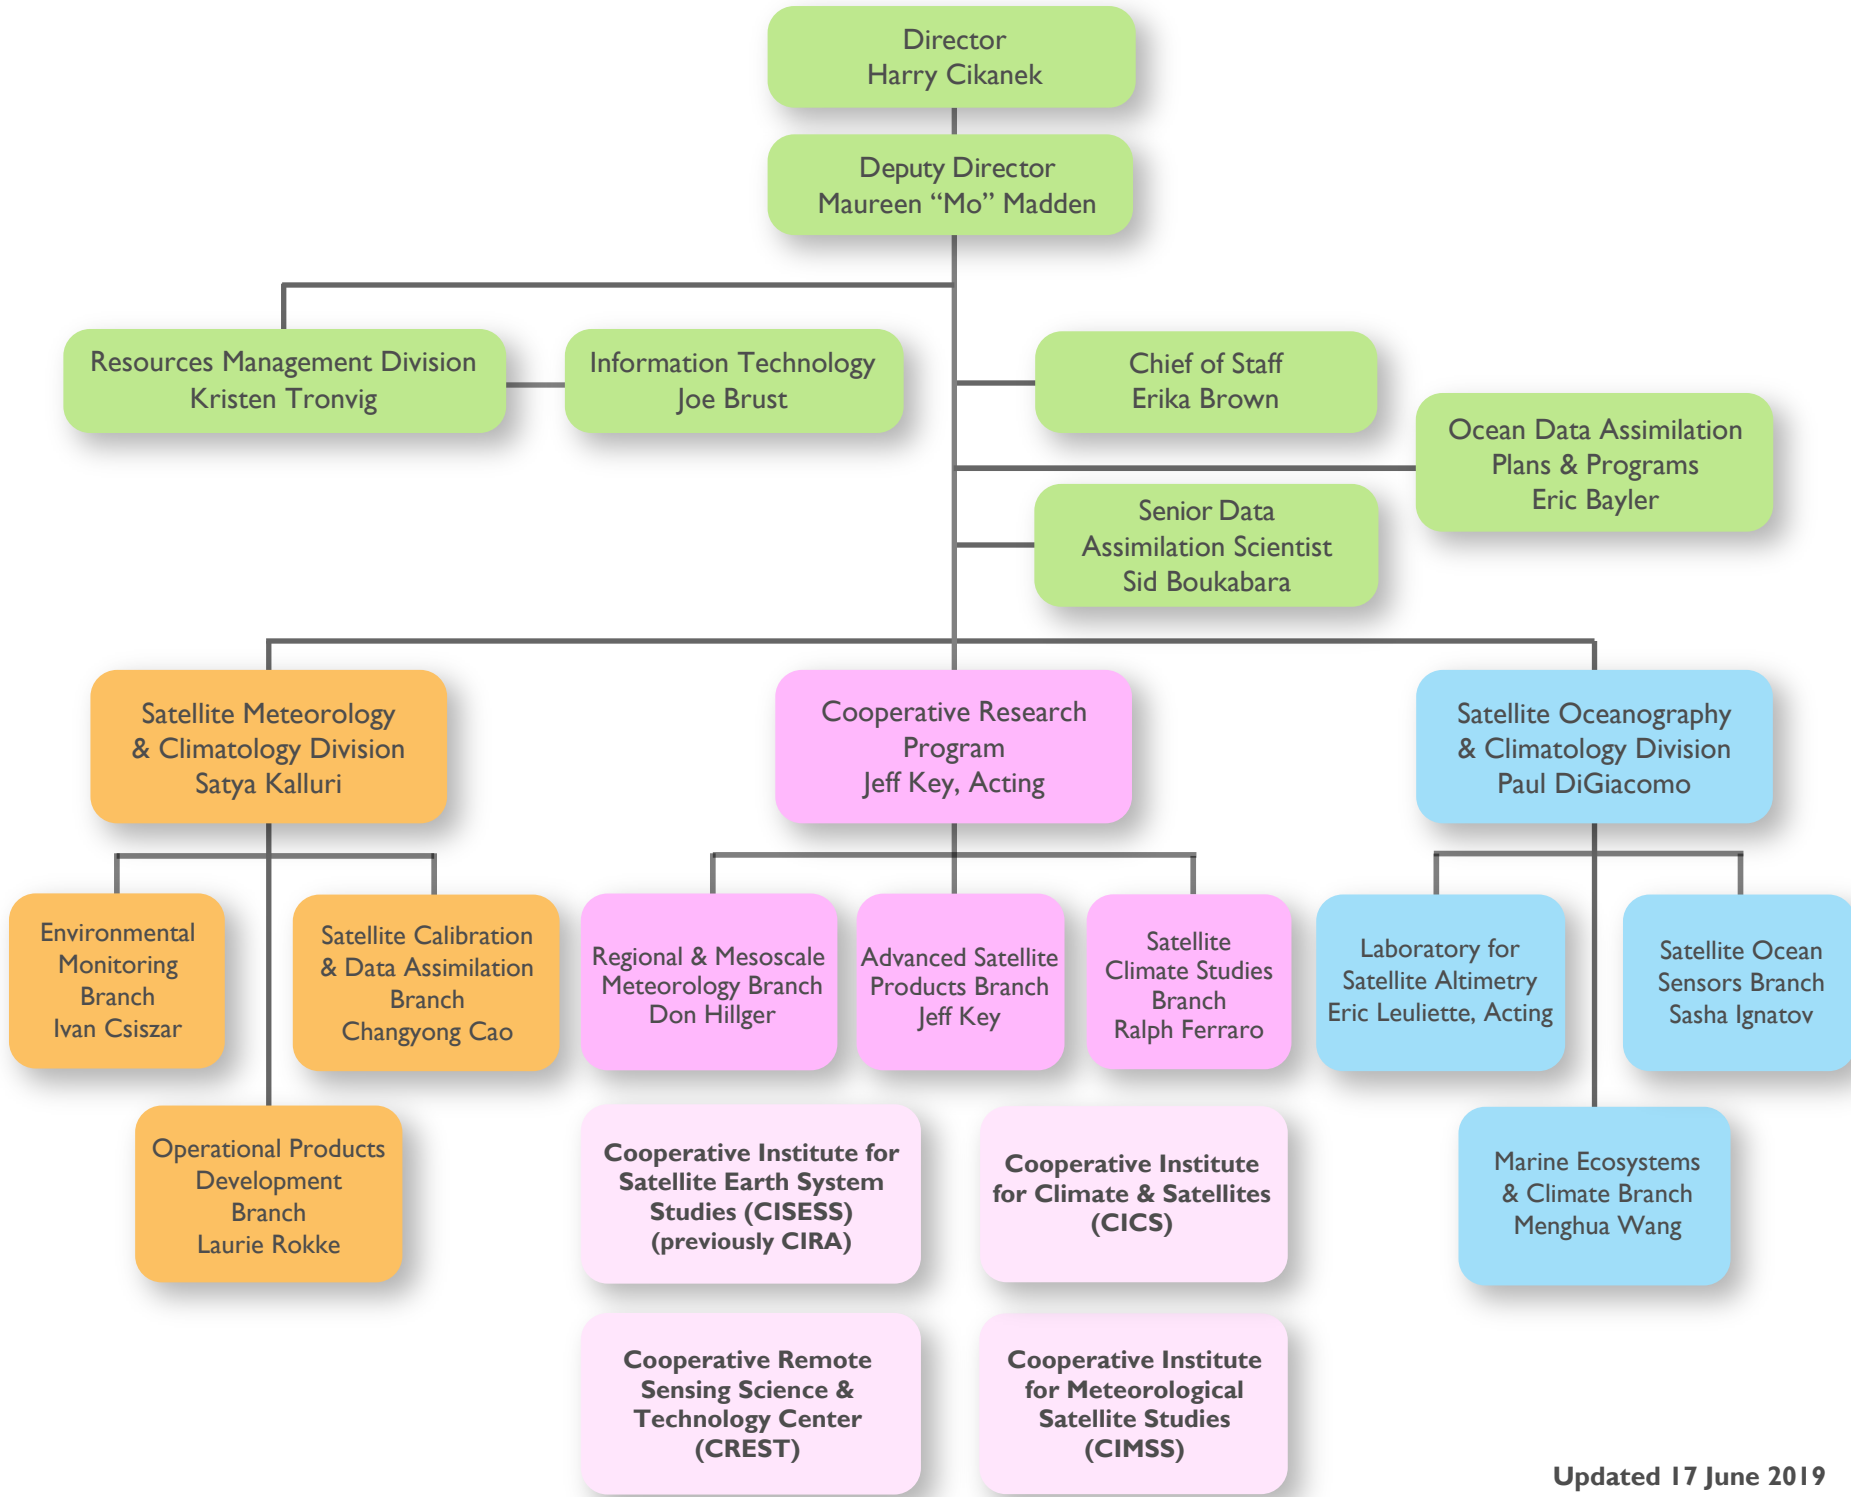 Director
Harry Cikanek
Deputy Director
Maureen “Mo” Madden
Resources Management Division
Kristen Tronvig
Information Technology
Joe Brust
Chief of Staff
Erika Brown
Ocean Data Assimilation
Plans & Programs
Eric Bayler
Senior Data
Assimilation Scientist
Sid Boukabara
Satellite Meteorology
& Climatology Division
Satya Kalluri
Cooperative Research
Program
Jeff Key, Acting
Satellite Oceanography
& Climatology Division
Paul DiGiacomo
Environmental
Monitoring
Branch
Ivan Csiszar
Satellite Calibration
& Data Assimilation
Branch
Changyong Cao
Regional & Mesoscale
Meteorology Branch
Don Hillger
Advanced Satellite
Products Branch
Jeff Key
Satellite
Climate Studies
Branch
Ralph Ferraro
Laboratory for
Satellite Altimetry
Eric Leuliette, Acting
Satellite Ocean
Sensors Branch
Sasha Ignatov
Operational Products
Development
Branch
Laurie Rokke
Cooperative Institute for
Satellite Earth System
Studies (CISESS)
(previously CIRA)
Cooperative Institute
for Climate & Satellites
(CICS)
Marine Ecosystems
& Climate Branch
Menghua Wang
Cooperative Remote
Sensing Science &
Technology Center
(CREST)
Cooperative Institute
for Meteorological
Satellite Studies
(CIMSS)
Updated 17 June 2019